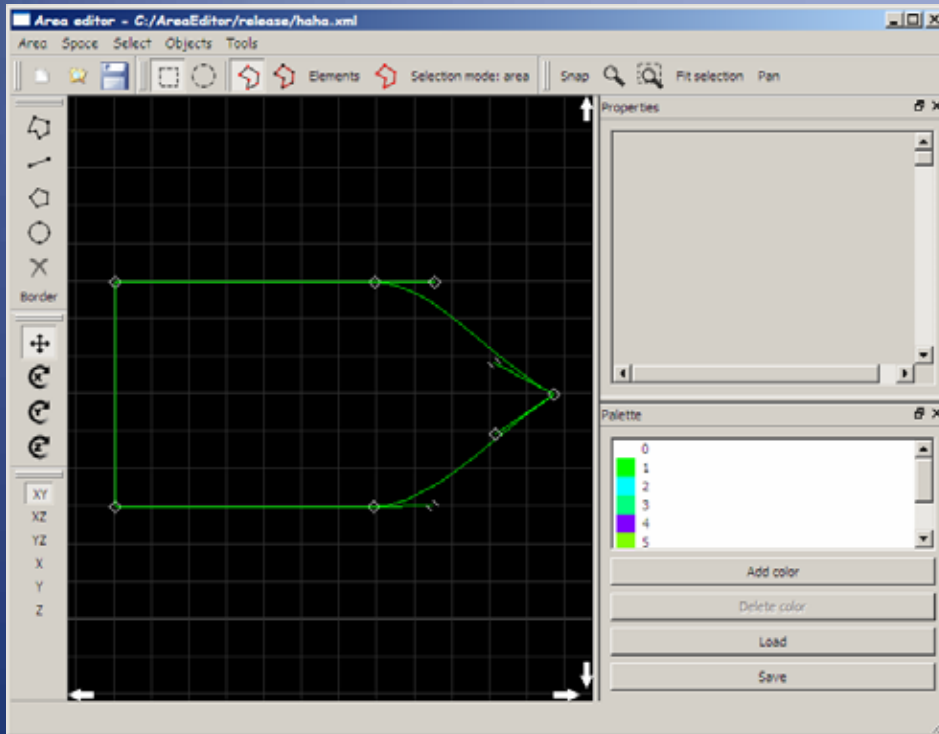 Area editor - C:/AreaEditor/release/haha.xml
Area Space Select Objects Tools
Elements Selection mode: area Snap Fit selection Pan
Properties
Border
X
Y
Z
XY
XZ
YZ
X
Y
Z
Palette
0
1
2
3
4
5
Add color
Delete color
Load
Save